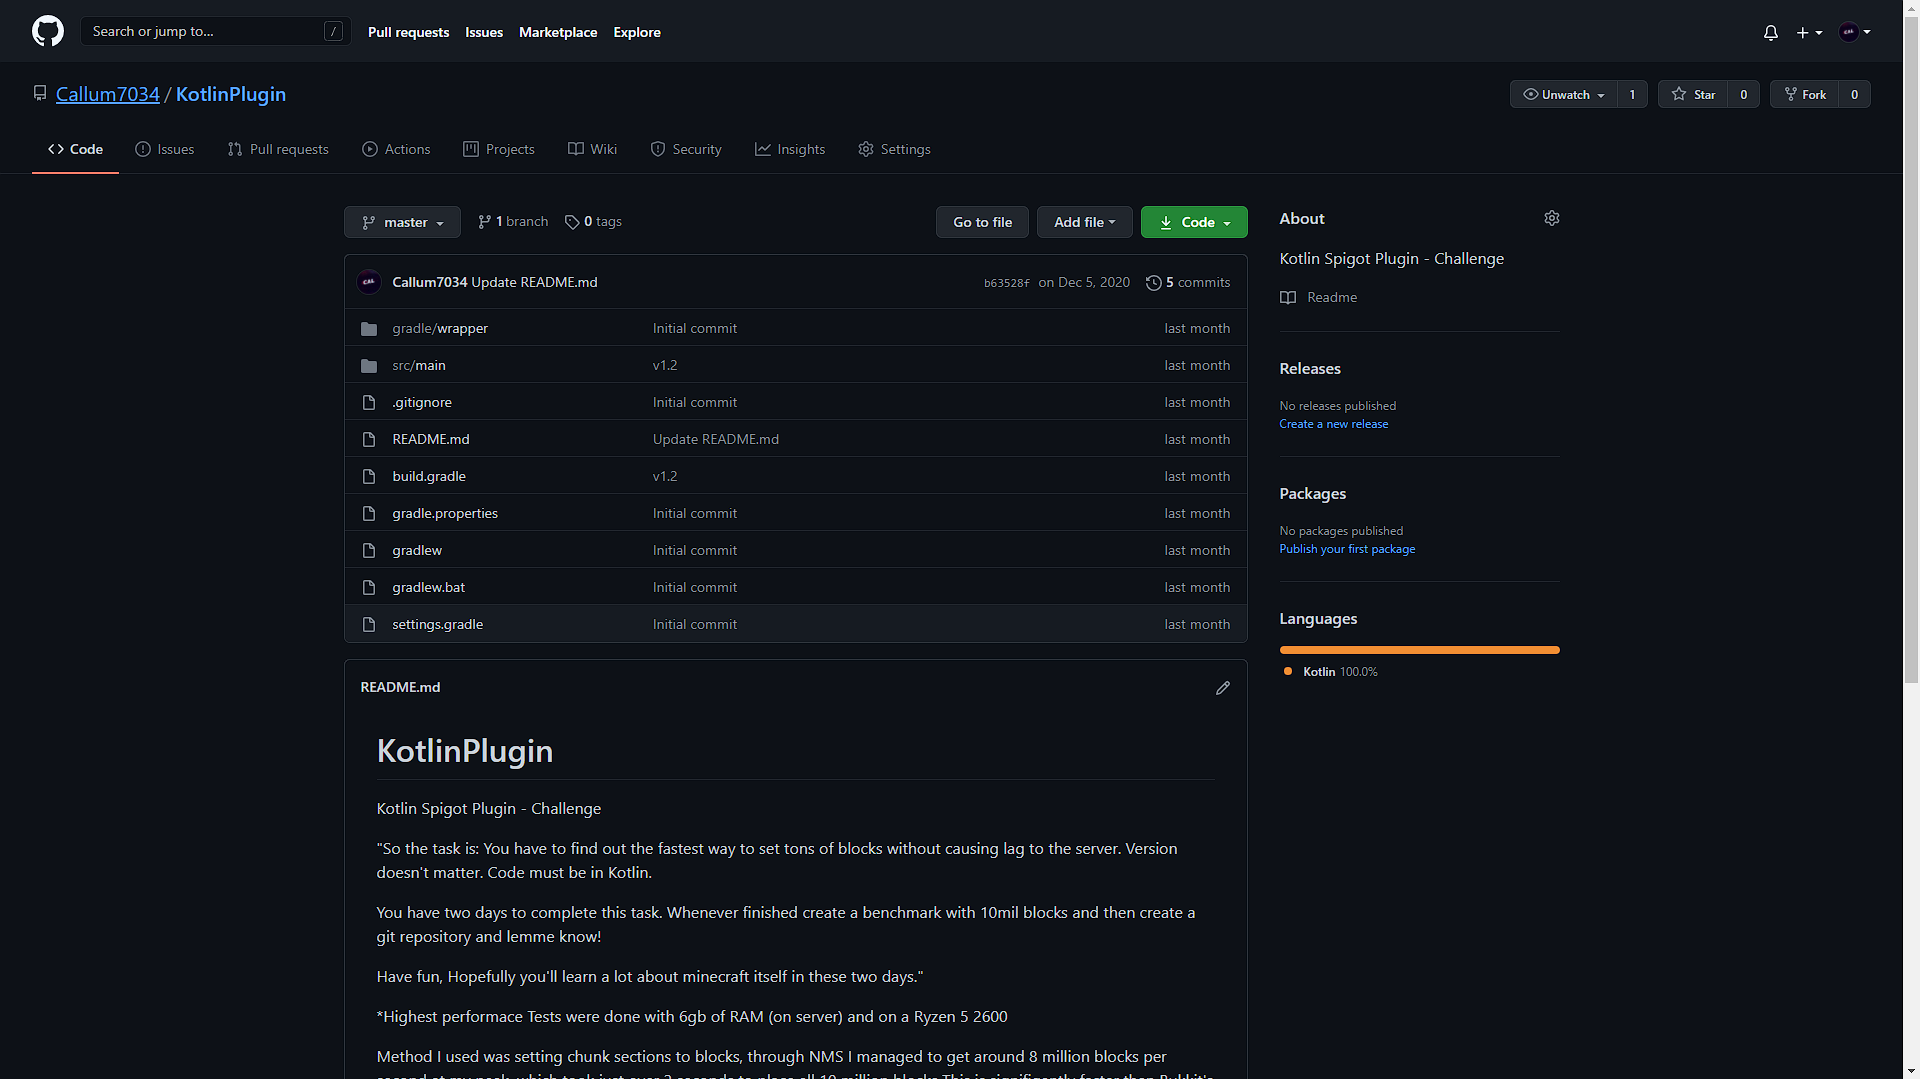 Search or jump to... /
Pull requests Issues Marketplace Explore
Callum7034 / KotlinPlugin
Unwatch 1 Star 0 Fork 0
Code Issues Pull requests Actions Projects Wiki Security Insights Settings
master 1 branch 0 tags Go to file Add file Code
Callum7034 Update README.md b63528f on Dec 5, 2020 5 commits
gradle/wrapper Initial commit last month
src/main v1.2 last month
.gitignore Initial commit last month
README.md Update README.md last month
build.gradle v1.2 last month
gradle.properties Initial commit last month
gradlew Initial commit last month
gradlew.bat Initial commit last month
settings.gradle Initial commit last month
README.md
KotlinPlugin
Kotlin Spigot Plugin - Challenge
"So the task is: You have to find out the fastest way to set tons of blocks without causing lag to the server. Version
doesn't matter. Code must be in Kotlin.
You have two days to complete this task. Whenever finished create a benchmark with 10mil blocks and then create a
git repository and lemme know!
Have fun, Hopefully you'll learn a lot about minecraft itself in these two days."
*Highest performace Tests were done with 6gb of RAM (on server) and on a Ryzen 5 2600
Method I used was setting chunk sections to blocks, through NMS I managed to get around 8 million blocks per
About
Kotlin Spigot Plugin - Challenge
Readme
Releases
No releases published
Create a new release
Packages
No packages published
Publish your first package
Languages
Kotlin 100.0%